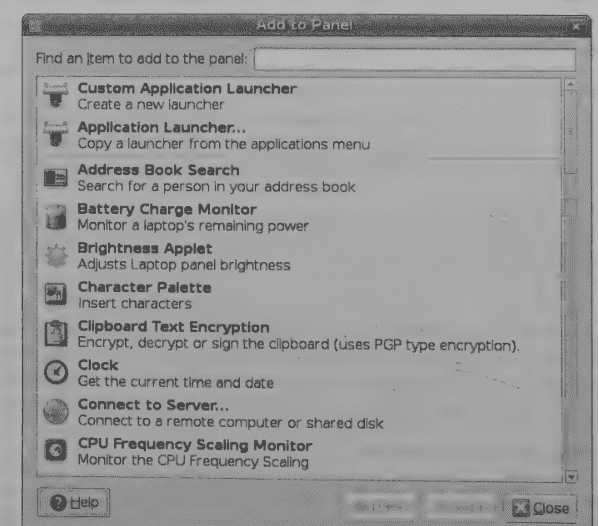 Add to Panel
Find an item to add to the panel:
Custom Application Launcher
Create a new launcher
Application Launcher...
Copy a launcher from the applications menu
Address Book Search
Search for a person in your address book
Battery Charge Monitor
Monitor a laptop's remaining power
Brightness Applet
Adjusts Laptop panel brightness
Character Palette
Insert characters
Clipboard Text Encryption
Encrypt, decrypt or sign the clipboard (uses PGP type encryption).
Clock
Get the current time and date
Connect to Server...
Connect to a remote computer or shared disk
CPU Frequency Scaling Monitor
Monitor the CPU Frequency Scaling
Help
Close